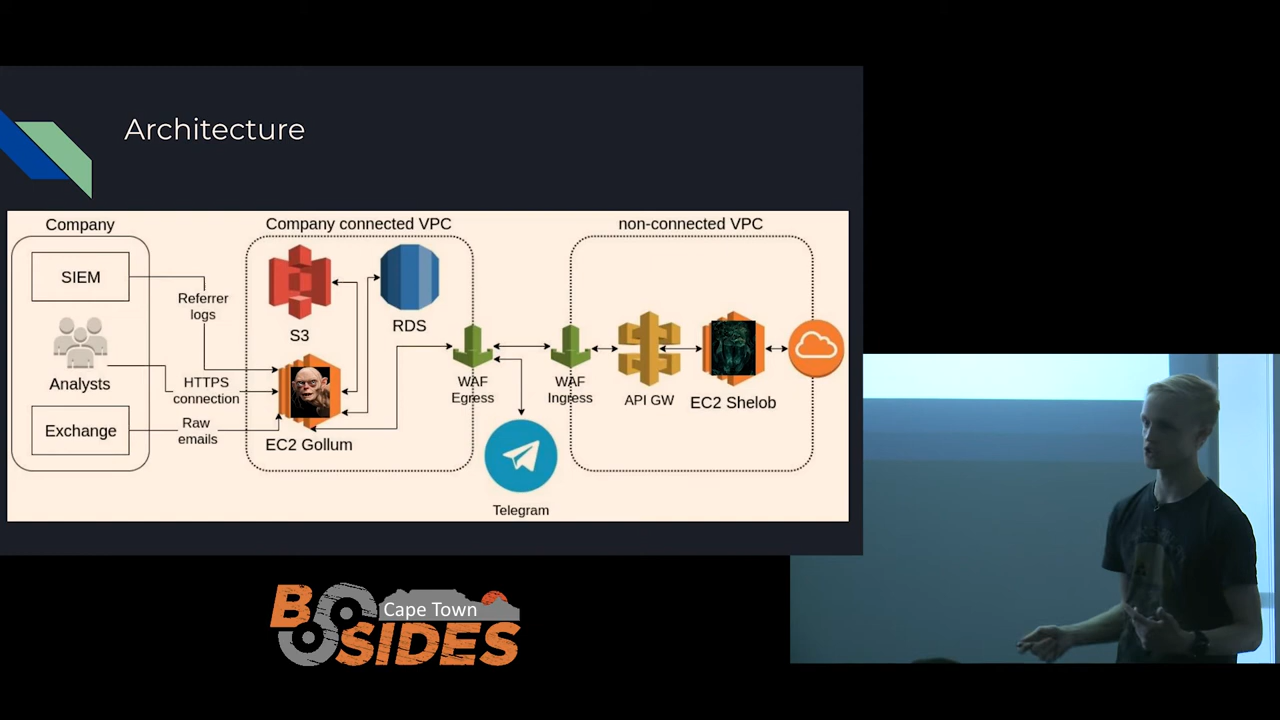 Architecture
Company
Company connected VPC
non-connected VPC
SIEM
Referrer
logs
S3
RDS
Analysts
HTTPS
connection
WAF
Egress
WAF
Ingress
API GW
EC2 Shelob
Exchange
Raw
emails
EC2 Gollum
Telegram
B SIDES
Cape Town